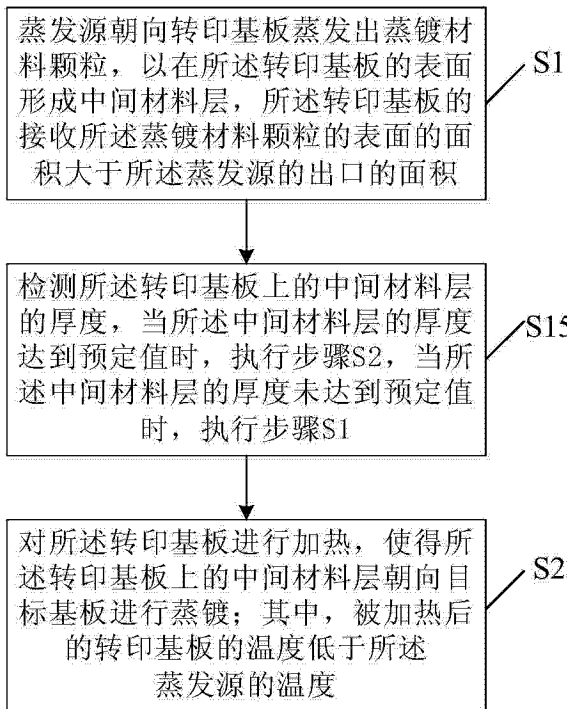 蒸发源朝向转印基板蒸发出蒸镀材
料颗粒，以在所述转印基板的表面
形成中间材料层，所述转印基板的
接收所述蒸镀材料颗粒的表面的面
积大于所述蒸发源的出口的面积
S1
检测所述转印基板上的中间材料层
的厚度，当所述中间材料层的厚度
达到预定值时，执行步骤S2，当所
述中间材料层的厚度未达到预定值
时，执行步骤S1
S15
对所述转印基板进行加热，使得所
述转印基板上的中间材料层朝向目
标基板进行蒸镀；其中，被加热后
的转印基板的温度低于所述
蒸发源的温度
S2